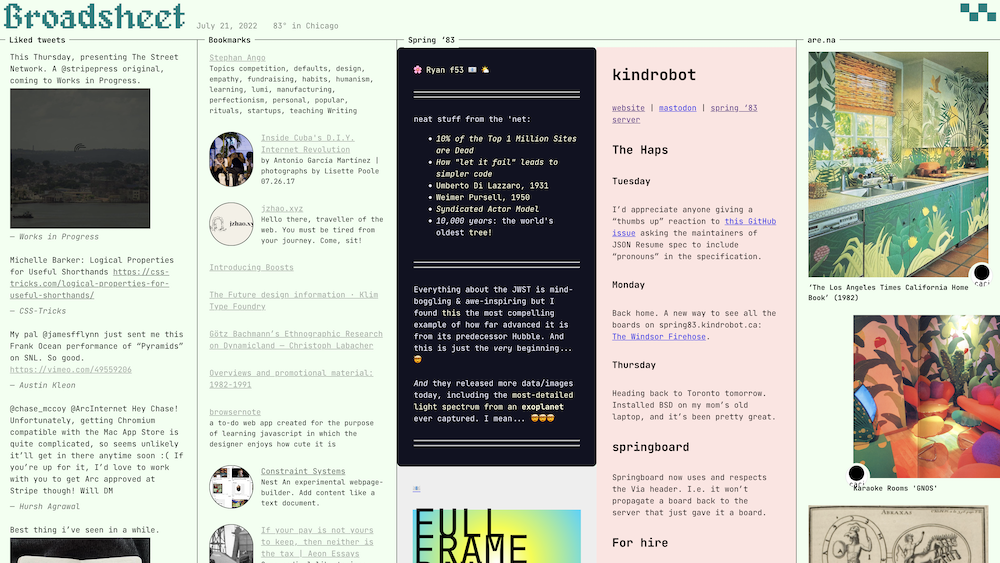 Broadsheet
July 21, 2022 83° in Chicago
Liked tweets
This Thursday, presenting The Street
Network. A @stripepress original,
coming to Works in Progress.
— Works in Progress
Michelle Barker: Logical Properties
for Useful Shorthands https://css-
tricks.com/logical-properties-for-
useful-shorthands/
— CSS-Tricks
My pal @jamesfflynn just sent me this
Frank Ocean performance of “Pyramids”
on SNL. So good.
https://vimeo.com/49559206
— Austin Kleon
@chase_mccoy @ArcInternet Hey Chase!
Unfortunately, getting Chromium
compatible with the Mac App Store is
quite complicated, so seems unlikely
it’ll get in there anytime soon :( If
you’re up for it, I’d love to work
with you to get Arc approved at
Stripe though! Will DM
— Hursh Agrawal
Best thing i’ve seen in a while.
Bookmarks
Stephan Ango
Topics competition, defaults, design,
empathy, fundraising, habits, humanism,
learning, lumi, manufacturing,
perfectionism, personal, popular,
rituals, startups, teaching Writing
Inside Cuba's D.I.Y.
Internet Revolution
by Antonio García Martínez |
photographs by Lisette Poole
07.26.17
jzhao.xyz
Hello there, traveller of the
web. You must be tired from
your journey. Come, sit!
Introducing Boosts
The Future design information - Klim
Type Foundry
Götz Bachmann’s Ethnographic Research
on Dynamicland — Christoph Labacher
Overviews and promotional material:
1982-1991
browsernote
a to-do web app created for the purpose
of learning javascript in which the
designer enjoys how cute it is
Constraint Systems
Nest An experimental webpage-
builder. Add content like a
text document.
If your pay is not yours
to keep, then neither is
the tax | Aeon Essays
Spring ‘83
🌸 Ryan f53 📧 🌤️
neat stuff from the 'net:
• 10% of the Top 1 Million Sites
are Dead
• How "let it fail" leads to
simpler code
• Umberto Di Lazzaro, 1931
• Weimer Pursell, 1950
• Syndicated Actor Model
• 10,000 years: the world's
oldest tree!
Everything about the JWST is mind-
boggling & awe-inspiring but I
found this the most compelling
example of how far advanced it is
from its predecessor Hubble. And
this is just the very beginning...
🤯
And they released more data/images
today, including the most-detailed
light spectrum from an exoplanet
ever captured. I mean... 🤯🤯🤯
FULL
FRAME
kindrobot
website | mastodon | spring ’83
server
The Haps
Tuesday
I’d appreciate anyone giving a
“thumbs up” reaction to this GitHub
issue asking the maintainers of
JSON Resume spec to include
“pronouns” in the specification.
Monday
Back home. A new way to see all the
boards on spring83.kindrobot.ca:
The Windsor Firehose.
Thursday
Heading back to Toronto tomorrow.
Installed BSD on my mom’s old
laptop, and it’s been pretty great.
springboard
Springboard now uses and respects
the Via header. I.e. it won’t
propagate a board back to the
server that just gave it a board.
For hire
are.na
cari
‘The Los Angeles Times California Home
Book’ (1982)
cari
Karaoke Rooms 'GNOS'
ABRAXAS